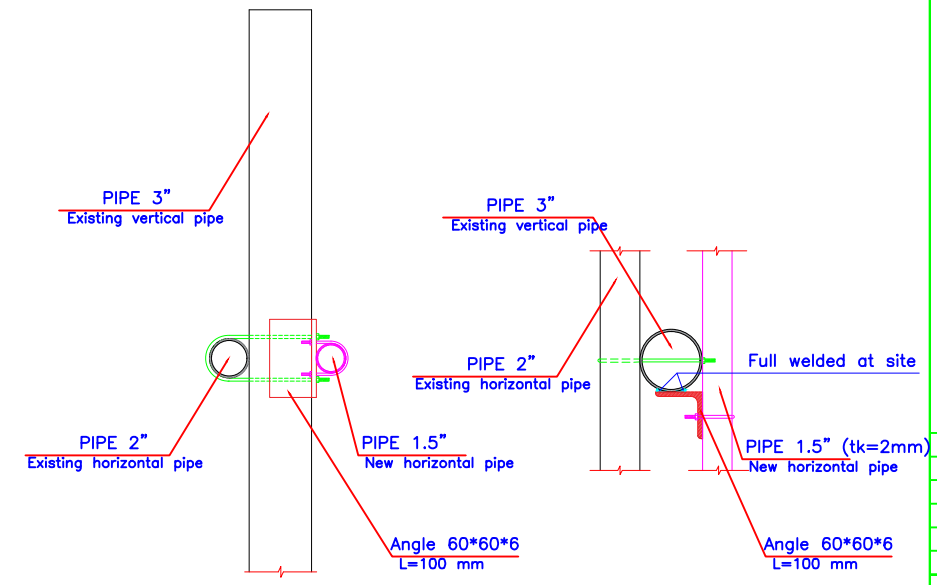 PIPE 3”
Existing vertical pipe
PIPE 2”
Existing horizontal pipe
PIPE 1.5”
New horizontal pipe
Angle 60*60*6
L=100 mm
PIPE 3”
Existing vertical pipe
PIPE 2”
Existing horizontal pipe
Full welded at site
PIPE 1.5” (tk=2mm)
New horizontal pipe
Angle 60*60*6
L=100 mm